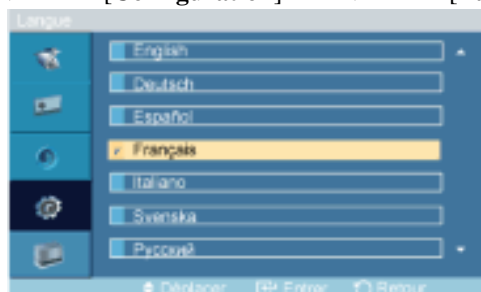 Langue
English
Deutsch
Español
Français
Italiano
Svenska
Русский
Déplacer Entrer Retour